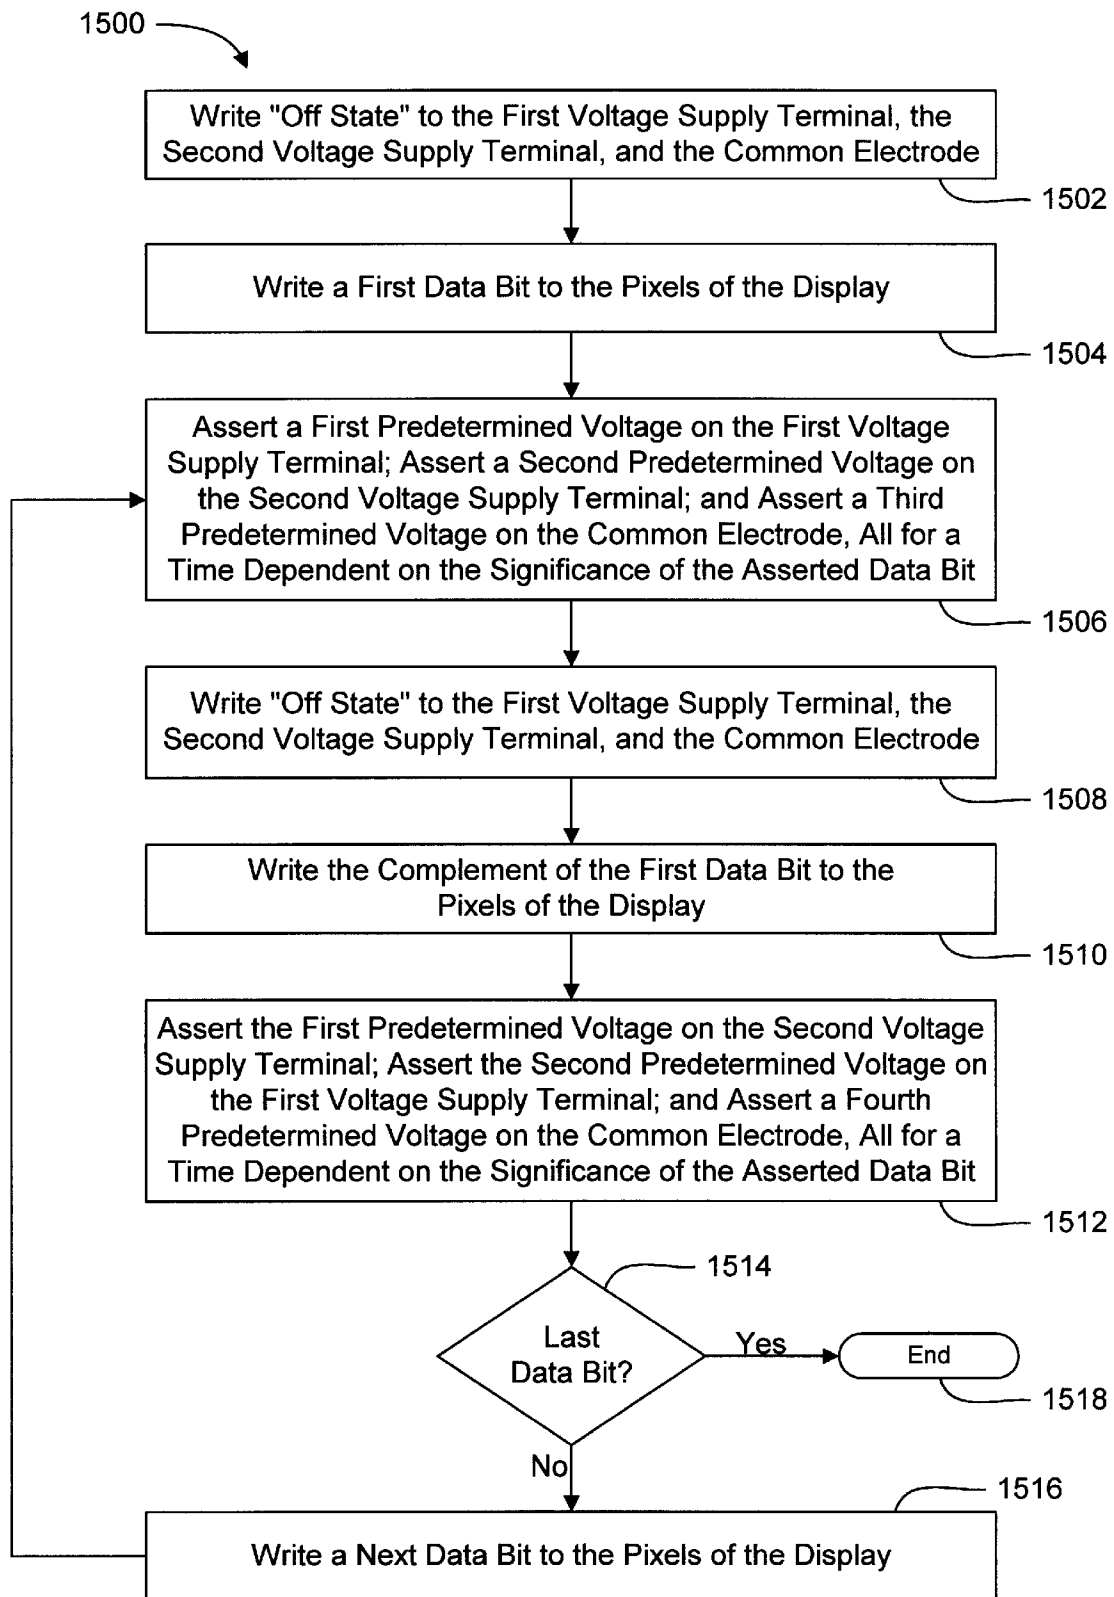 1500
Write "Off State" to the First Voltage Supply Terminal, the
Second Voltage Supply Terminal, and the Common Electrode
1502
Write a First Data Bit to the Pixels of the Display
1504
Assert a First Predetermined Voltage on the First Voltage
Supply Terminal; Assert a Second Predetermined Voltage on
the Second Voltage Supply Terminal; and Assert a Third
Predetermined Voltage on the Common Electrode, All for a
Time Dependent on the Significance of the Asserted Data Bit
1506
Write "Off State" to the First Voltage Supply Terminal, the
Second Voltage Supply Terminal, and the Common Electrode
1508
Write the Complement of the First Data Bit to the
Pixels of the Display
1510
Assert the First Predetermined Voltage on the Second Voltage
Supply Terminal; Assert the Second Predetermined Voltage on
the First Voltage Supply Terminal; and Assert a Fourth
Predetermined Voltage on the Common Electrode, All for a
Time Dependent on the Significance of the Asserted Data Bit
1512
1514
Last
Data Bit?
Yes
End
1518
No
1516
Write a Next Data Bit to the Pixels of the Display